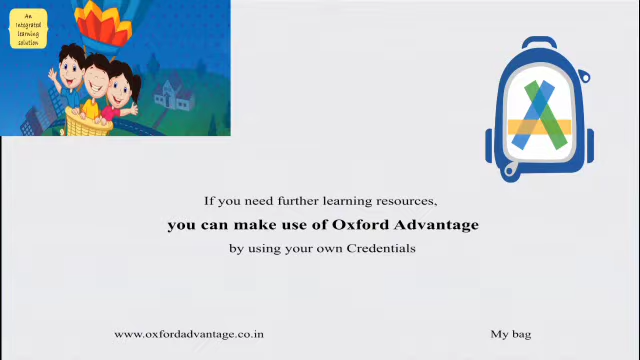 An
Integrated
learning
solution
If you need further learning resources,
you can make use of Oxford Advantage
by using your own Credentials
www.oxfordadvantage.co.in
My bag